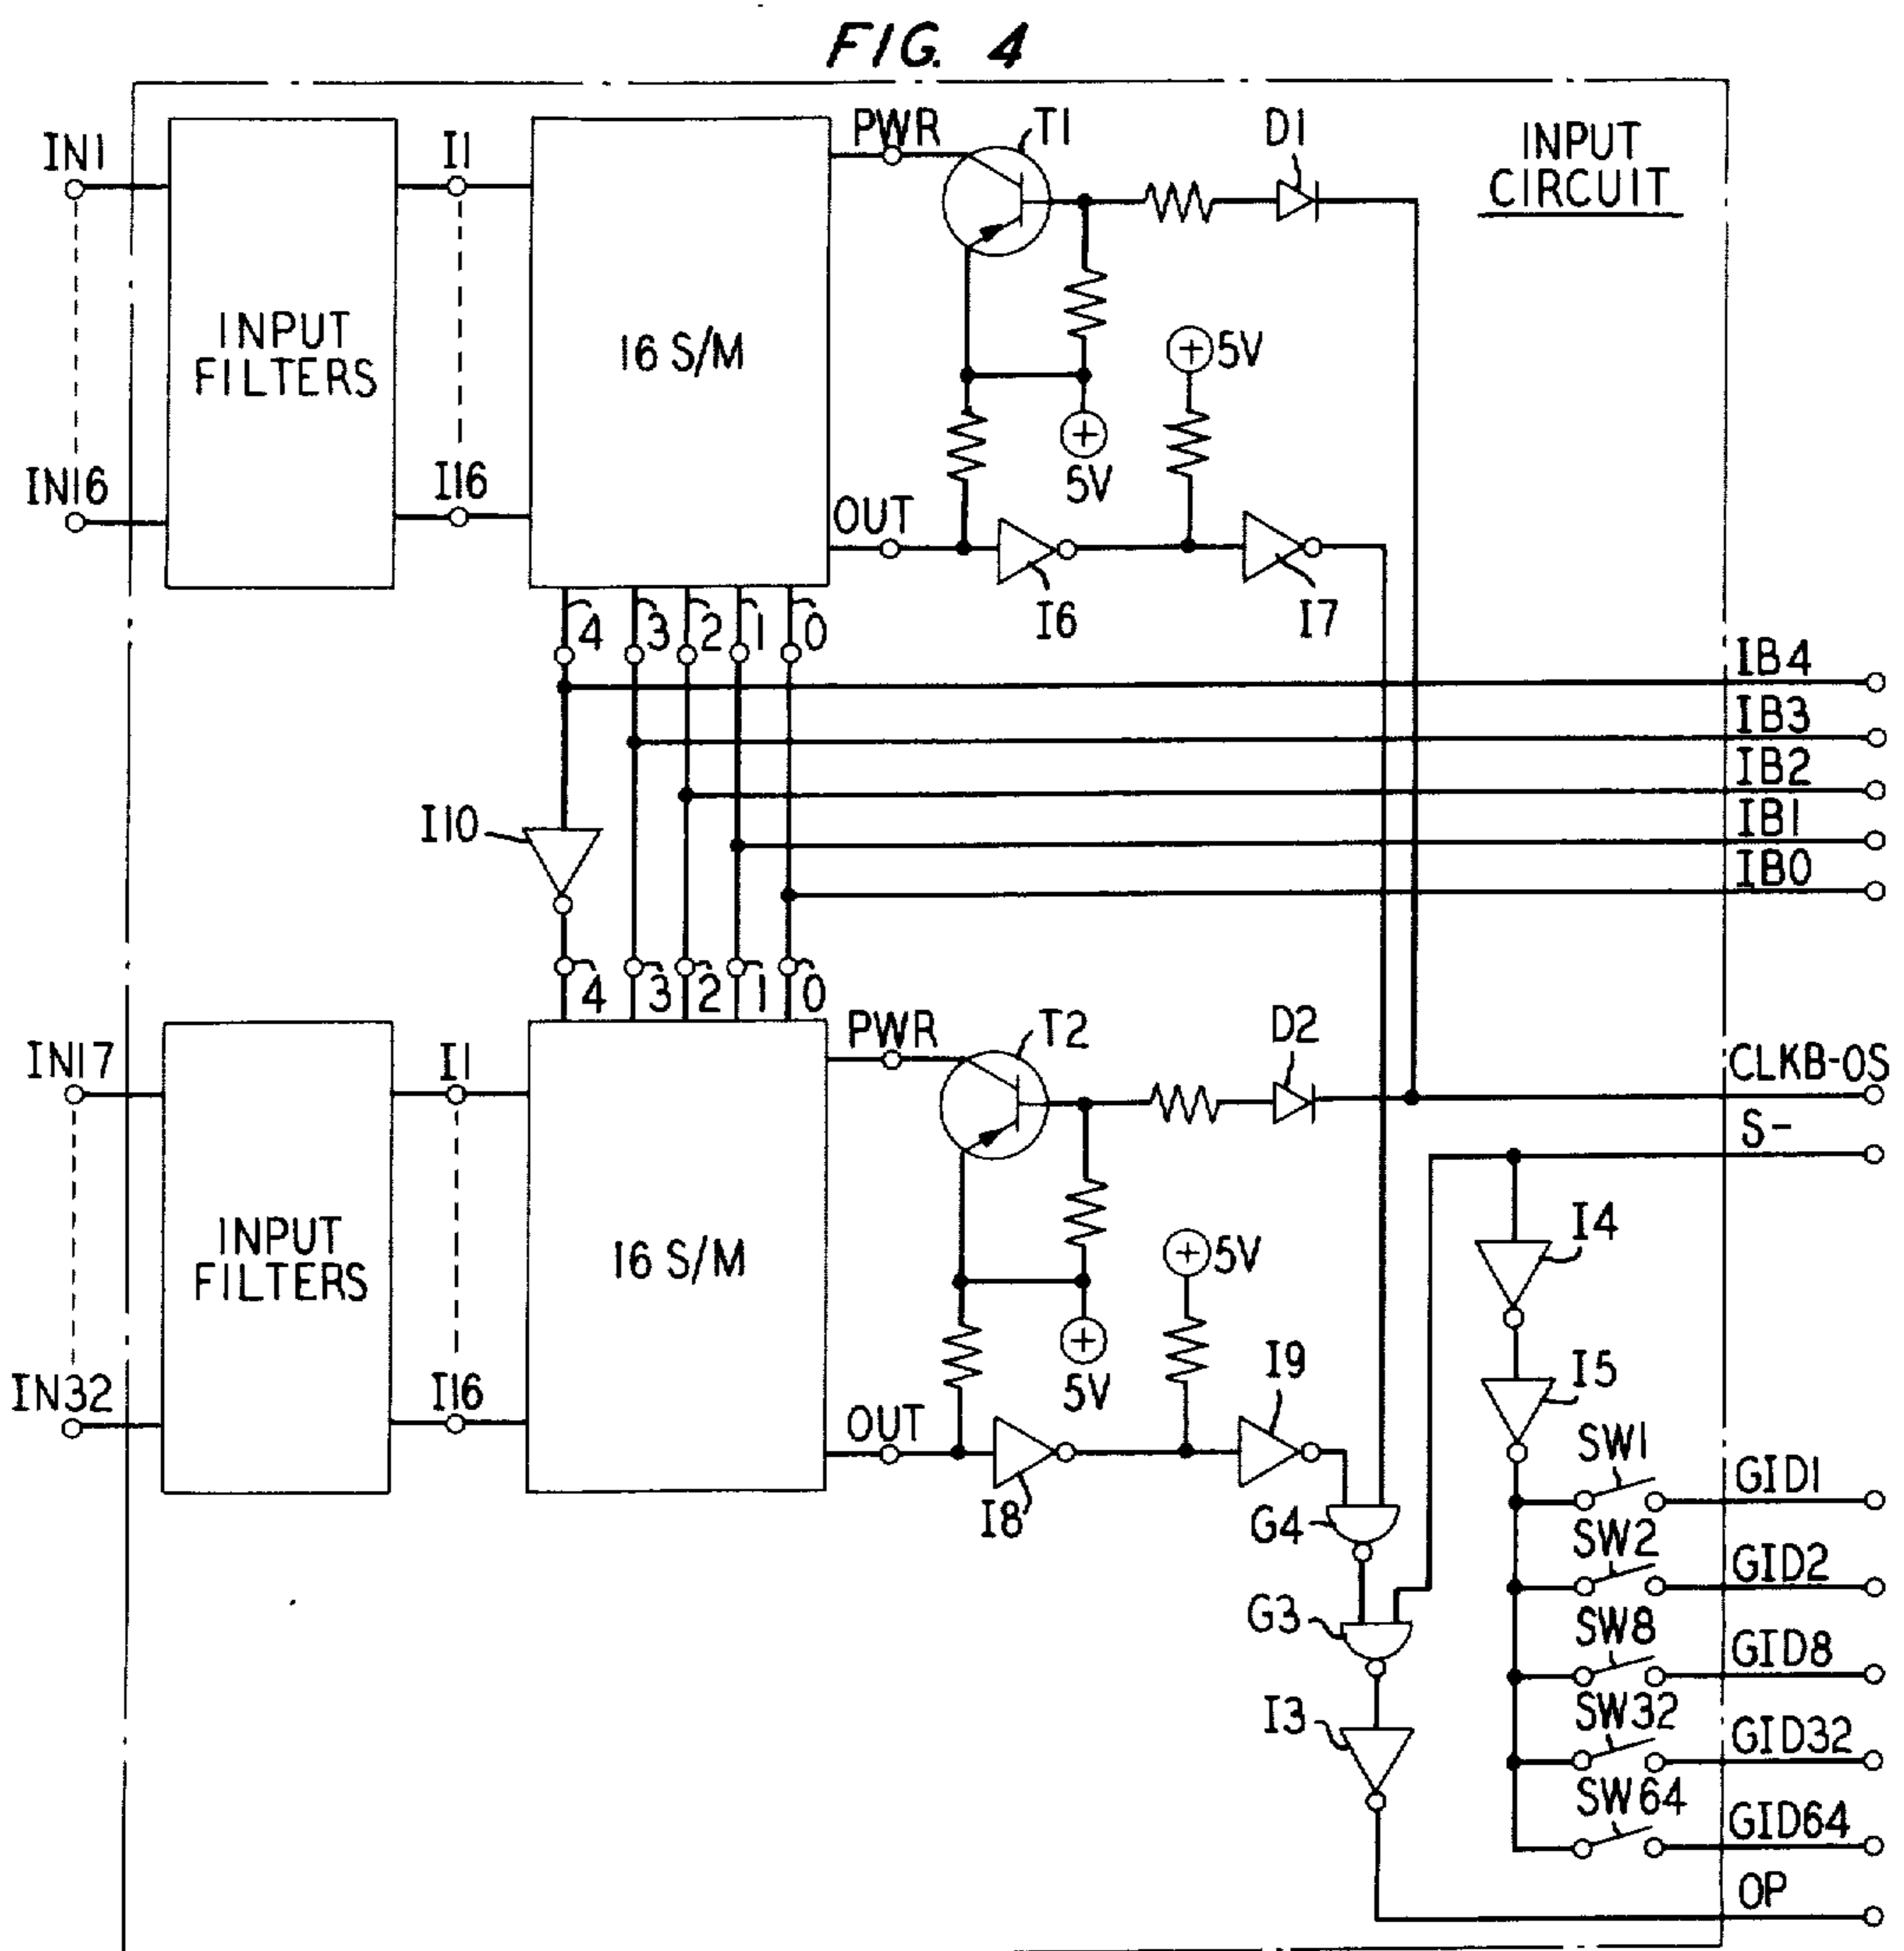 FIG. 4
INPUT
CIRCUIT
IN1
IN16
INPUT
FILTERS
I1
I16
16 S/M
PWR
T1
D1
5V
5V
OUT
I6
I7
4
3
2
1
0
IB4
IB3
IB2
IB1
IB0
I10
4
3
2
1
0
IN17
IN32
INPUT
FILTERS
I1
I16
16 S/M
PWR
T2
D2
CLKB-OS
S-
5V
5V
OUT
I8
I9
I4
I5
G4
G3
I3
SW1
GID1
SW2
GID2
SW8
GID8
SW32
GID32
SW64
GID64
OP